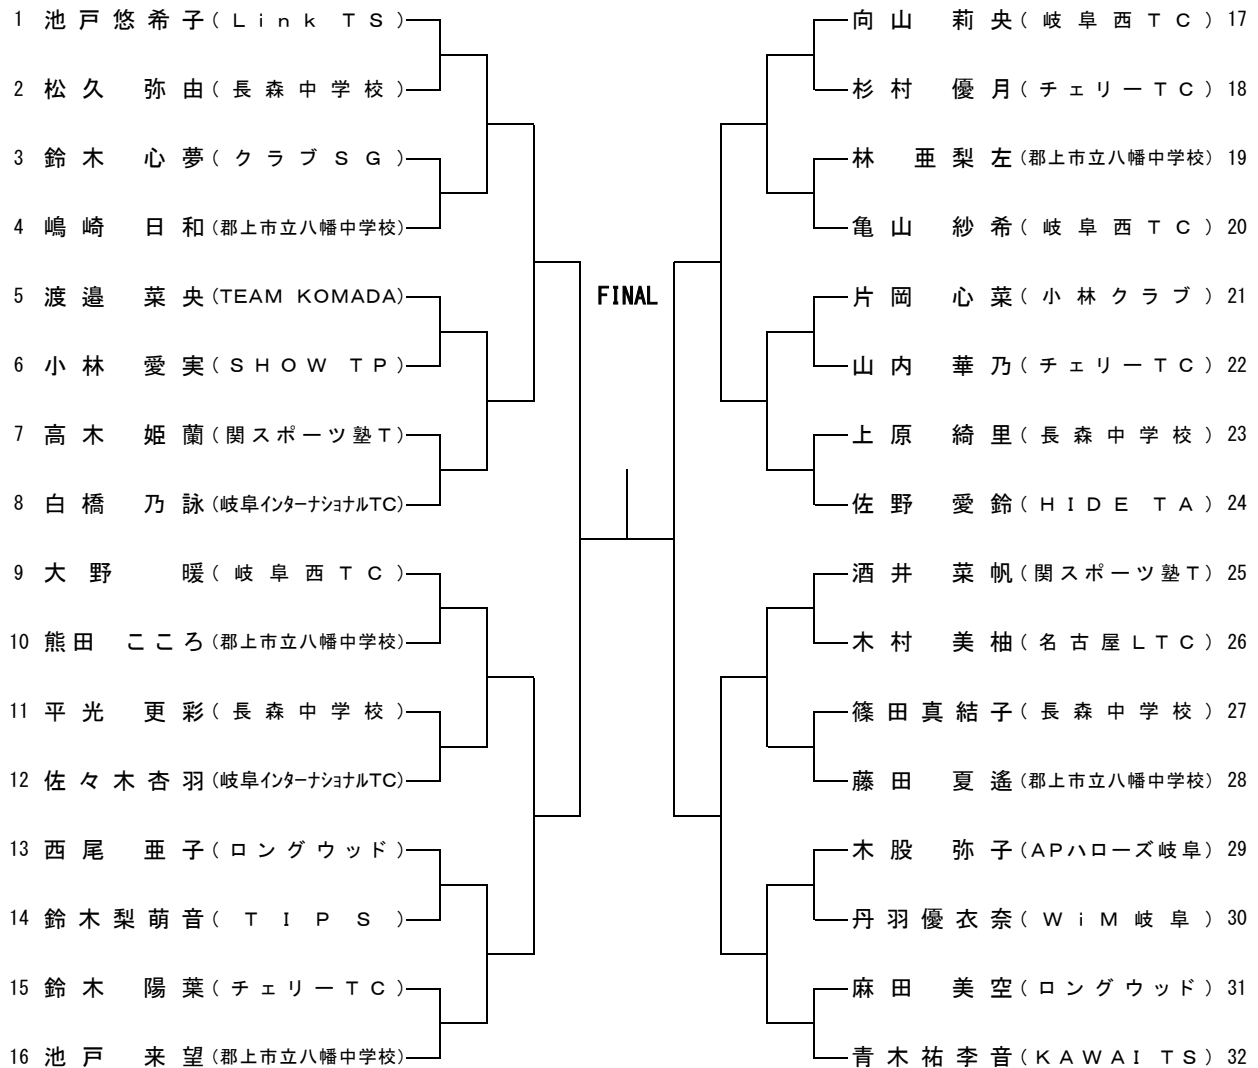 1 池戸悠希子(Link TS)
2 松久 弥由(長森中学校)
3 鈴木 心夢(クラブSG)
4 嶋崎 日和(郡上市立八幡中学校)
5 渡邉 菜央(TEAM KOMADA)
6 小林 愛実(SHOW TP)
7 高木 姫蘭(関スポーツ塾T)
8 白橋 乃詠(岐阜インターナショナルTC)
9 大野 暖(岐阜西TC)
10 熊田 こころ(郡上市立八幡中学校)
11 平光 更彩(長森中学校)
12 佐々木杏羽(岐阜インターナショナルTC)
13 西尾 亜子(ロングウッド)
14 鈴木梨萌音(TIPS)
15 鈴木 陽葉(チェリーTC)
16 池戸 来望(郡上市立八幡中学校)
FINAL
向山 莉央(岐阜西TC) 17
杉村 優月(チェリーTC) 18
林 亜梨左(郡上市立八幡中学校) 19
亀山 紗希(岐阜西TC) 20
片岡 心菜(小林クラブ) 21
山内 華乃(チェリーTC) 22
上原 綺里(長森中学校) 23
佐野 愛鈴(HIDE TA) 24
酒井 菜帆(関スポーツ塾T) 25
木村 美柚(名古屋LTC) 26
篠田真結子(長森中学校) 27
藤田 夏遙(郡上市立八幡中学校) 28
木股 弥子(APハローズ岐阜) 29
丹羽優衣奈(WiM岐阜) 30
麻田 美空(ロングウッド) 31
青木祐李音(KAWAI TS) 32